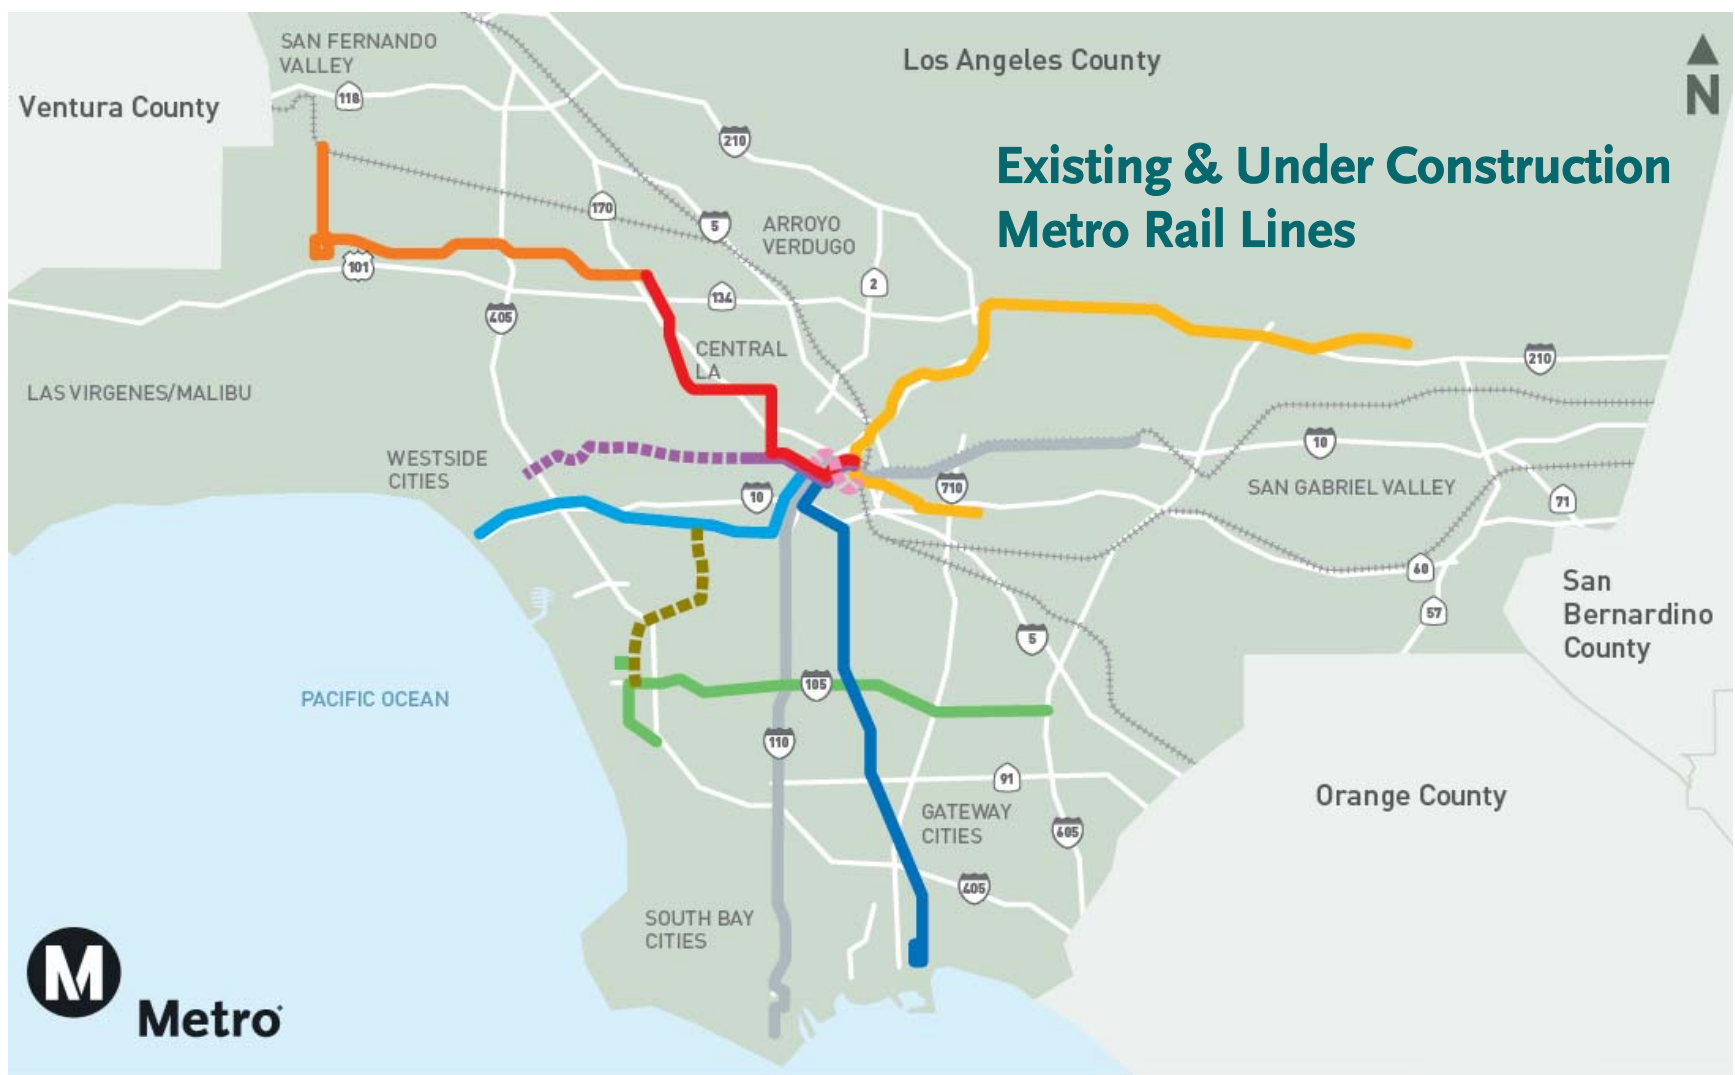 SAN FERNANDO
VALLEY
Los Angeles County
N
Ventura County
118
210
Existing & Under Construction
Metro Rail Lines
170
5
ARROYO
VERDUGO
101
2
134
405
CENTRAL
LA
210
LAS VIRGENES/MALIBU
10
WESTSIDE
CITIES
10
710
SAN GABRIEL VALLEY
71
60
San
Bernardino
County
57
5
105
PACIFIC OCEAN
110
91
Orange County
GATEWAY
CITIES
605
405
SOUTH BAY
CITIES
M
Metro